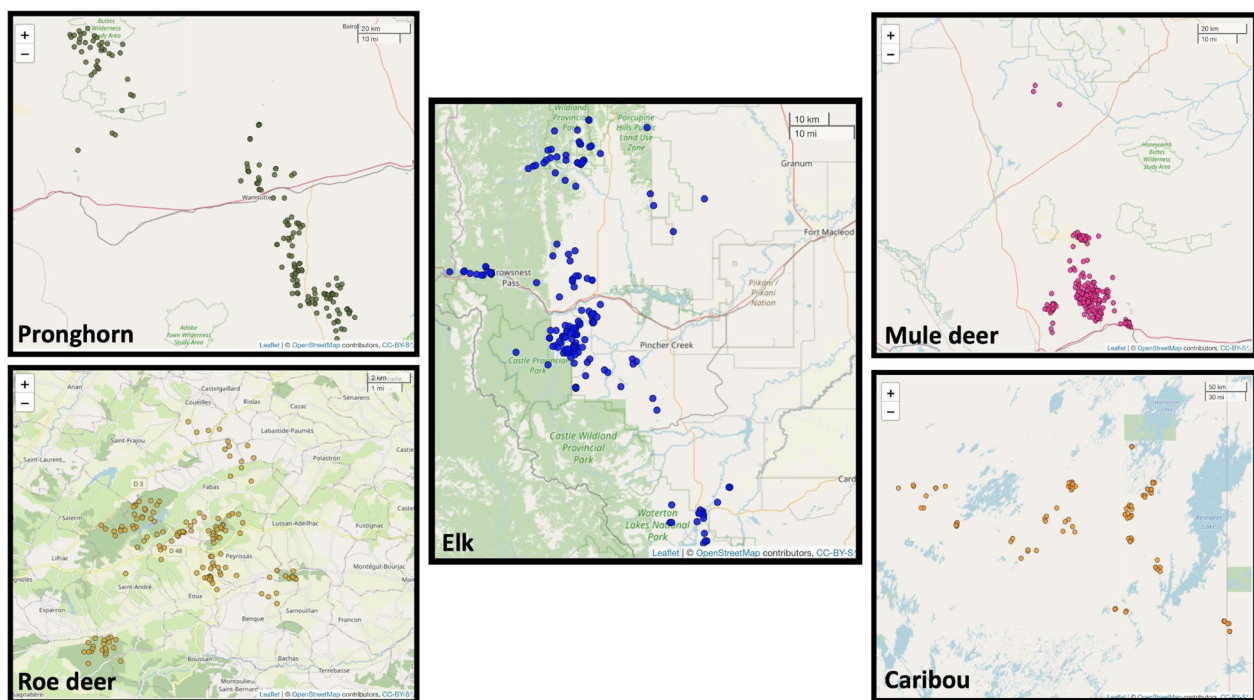 +
−
Buttes
Wilderness
Study Area
Bairoil
20 km
10 mi
Wamsutter
Adobe
Town Wilderness
Study Area
Pronghorn
Leaflet | © OpenStreetMap contributors, CC-BY-S
+
−
2 km
1 mi
Anan
Castelgaillard
Sénarens
Couëilles
Riolas
Cazac
Saint-Frajou
Labastide-Paumès
Saint-Laurent
Polastron
D 3
Fabas
Salerm
Lussan-Adeilhac
Fustignac
Lilhac
D 48
Peyrissas
Montégut-Bourjac
Saint-André
Eoux
Esparron
Samouillan
Benque
Francon
Boussan
Bachas
Terrebasse
Montoulieu-
Saint-Bernard
Roe deer
Leaflet | © OpenStreetMap contributors, CC-BY-S
Wildland
Provincial
Park
Porcupine
Hills Public
Land Use
Zone
10 km
10 mi
Granum
Fort Macleod
Crowsnest
Pass
Piikani /
Piikani
Nation
Pincher Creek
Castle Provincial
Park
Castle Wildland
Provincial
Park
Card
Waterton
Lakes National
Park
Elk
Leaflet | © OpenStreetMap contributors, CC-BY-S
+
−
20 km
10 mi
Honeycomb
Buttes
Wilderness
Study Area
Mule deer
Leaflet | © OpenStreetMap contributors, CC-BY-S
+
−
50 km
30 mi
Reindeer
Lake
Caribou
Leaflet | © OpenStreetMap contributors, CC-BY-S